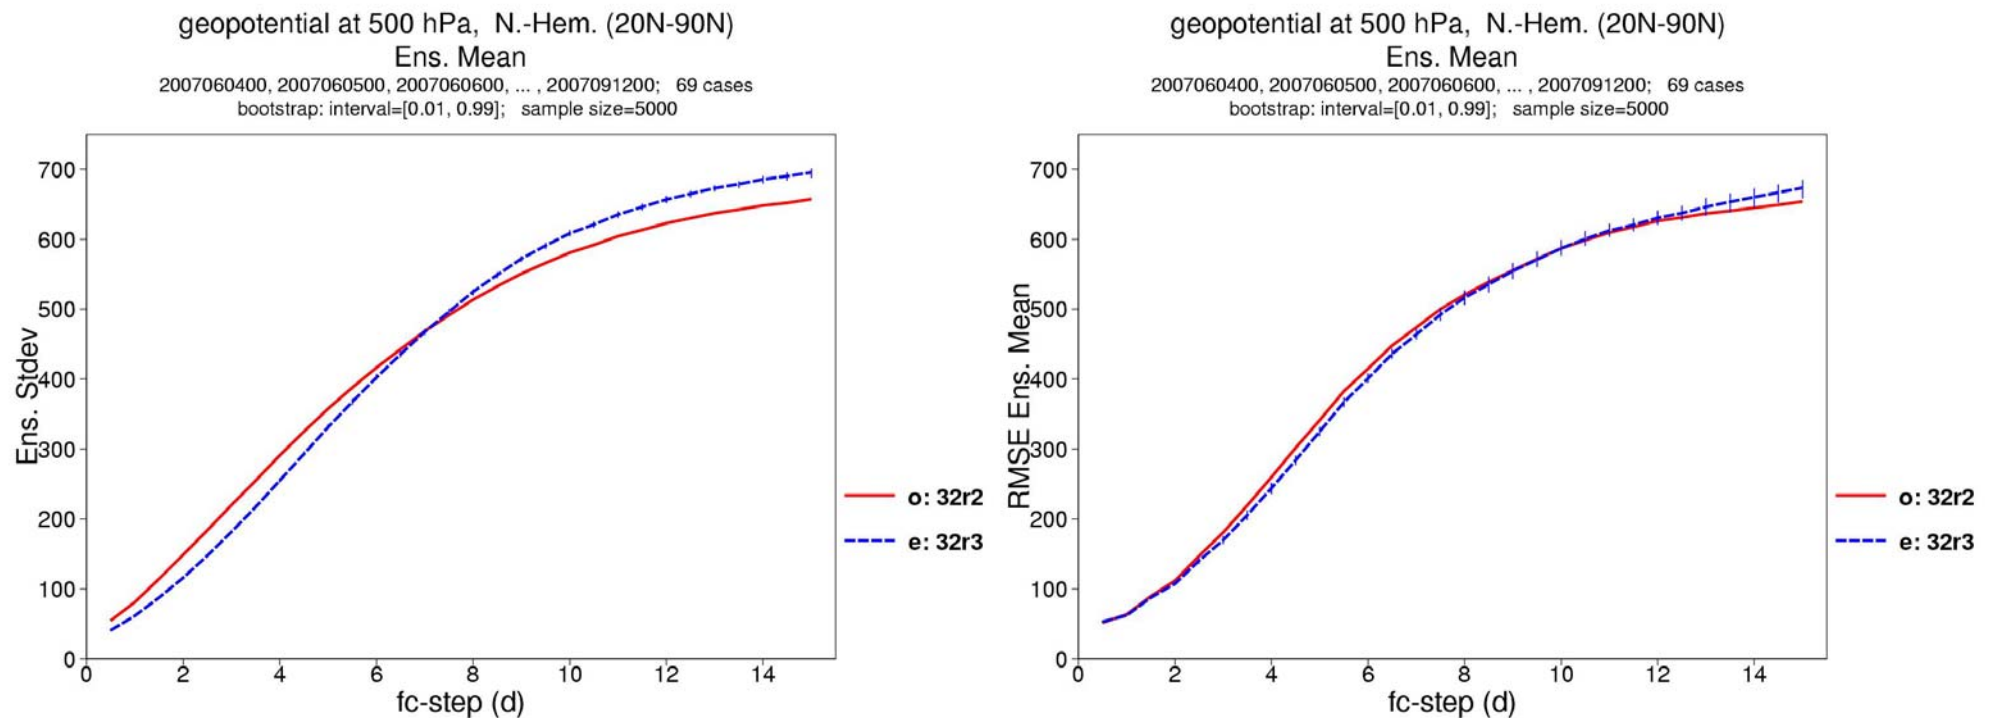 geopotential at 500 hPa, N.-Hem. (20N-90N)
Ens. Mean
2007060400, 2007060500, 2007060600, ... , 2007091200; 69 cases
bootstrap: interval=[0.01, 0.99]; sample size=5000
700
600
500
400
300
200
100
0
Ens. Stdev
0 2 4 6 8 10 12 14
fc-step (d)
o: 32r2
e: 32r3
geopotential at 500 hPa, N.-Hem. (20N-90N)
Ens. Mean
2007060400, 2007060500, 2007060600, ... , 2007091200; 69 cases
bootstrap: interval=[0.01, 0.99]; sample size=5000
700
600
500
400
300
200
100
0
RMSE Ens. Mean
0 2 4 6 8 10 12 14
fc-step (d)
o: 32r2
e: 32r3